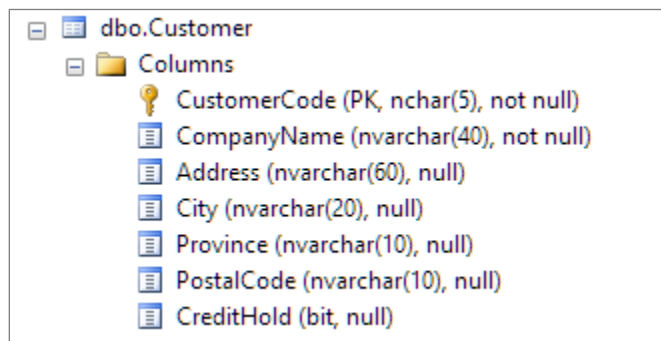 dbo.Customer
Columns
CustomerCode (PK, nchar(5), not null)
CompanyName (nvarchar(40), not null)
Address (nvarchar(60), null)
City (nvarchar(20), null)
Province (nvarchar(10), null)
PostalCode (nvarchar(10), null)
CreditHold (bit, null)